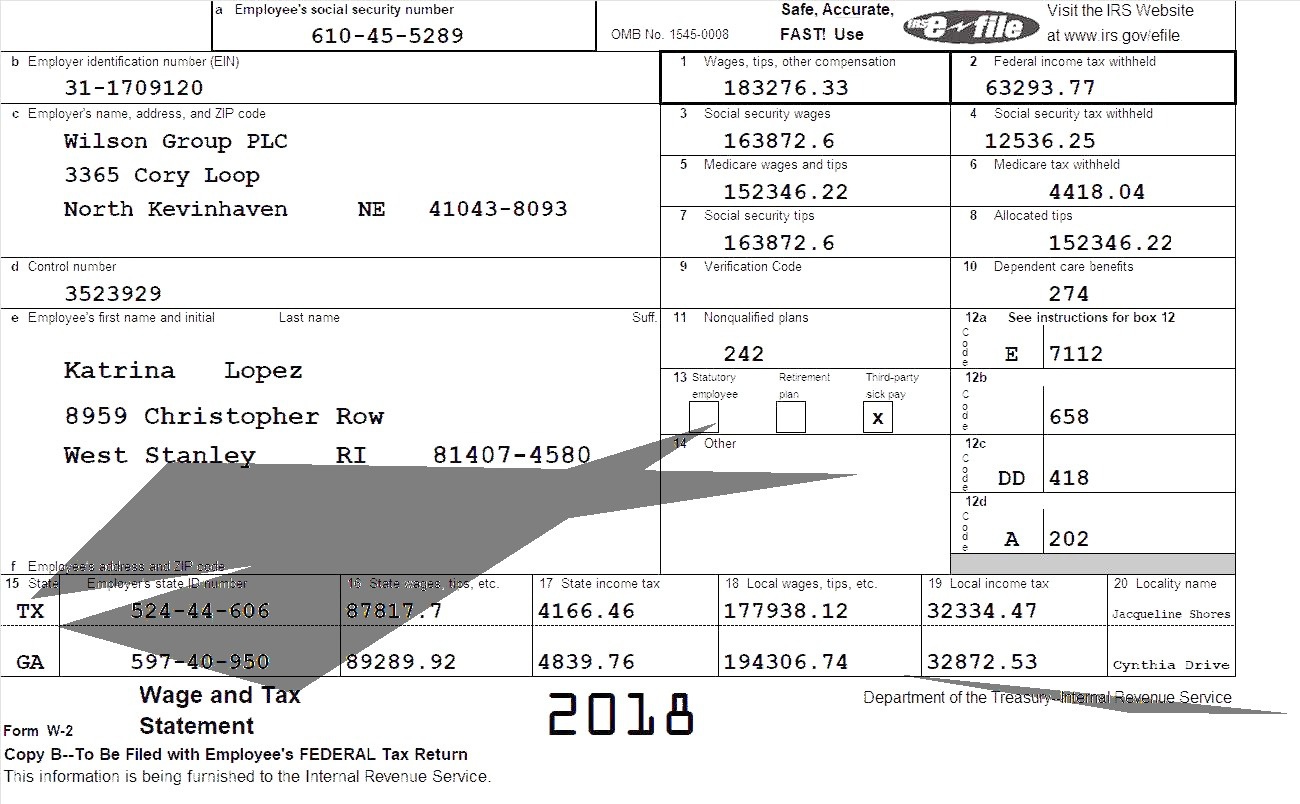 a Employee's social security number
610-45-5289
OMB No. 1545-0008
Safe, Accurate,
FAST! Use
IRS e-file
Visit the IRS Website
at www.irs gov/efile
b Employer identification number (EIN)
31-1709120
1 Wages, tips, other compensation
183276.33
2 Federal income tax withheld
63293.77
c Employer's name, address, and ZIP code
Wilson Group PLC
3365 Cory Loop
North Kevinhaven NE 41043-8093
3 Social security wages
163872.6
4 Social security tax withheld
12536.25
5 Medicare wages and tips
152346.22
6 Medicare tax withheld
4418.04
7 Social security tips
163872.6
8 Allocated tips
152346.22
d Control number
3523929
9 Verification Code
10 Dependent care benefits
274
e Employee's first name and initial Last name Suff.
Katrina Lopez
8959 Christopher Row
West Stanley RI 81407-4580
f Employee's address and ZIP code
11 Nonqualified plans
242
12a See instructions for box 12
Code E 7112
13 Statutory employee
Retirement plan
Third-party sick pay
X
12b
Code 658
14 Other
12c
Code DD 418
12d
Code A 202
15 State Employer's state ID number 16 State wages, tips, etc. 17 State income tax 18 Local wages, tips, etc. 19 Local income tax 20 Locality name
TX 524-44-606 87817.7 4166.46 177938.12 32334.47 Jacqueline Shores
GA 597-40-950 89289.92 4839.76 194306.74 32872.53 Cynthia Drive
Form W-2
Wage and Tax
Statement
2018
Department of the Treasury--Internal Revenue Service
Copy B--To Be Filed with Employee's FEDERAL Tax Return
This information is being furnished to the Internal Revenue Service.